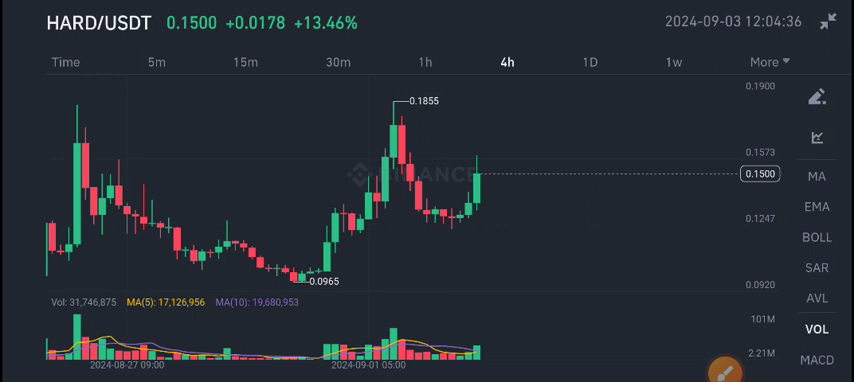 HARD/USDT 0.1500 +0.0178 +13.46% 2024-09-03 12:04:36
Time 5m 15m 30m 1h 4h 1D 1w More
0.1900
0.1855
0.1573
BINANCE
0.1500
0.1247
0.0965
0.0920
MA
EMA
BOLL
SAR
AVL
VOL
MACD
Vol: 31,746,875 MA(5): 17,126,956 MA(10): 19,680,953
101M
2.21M
2024-08-27 09:00 2024-09-01 05:00